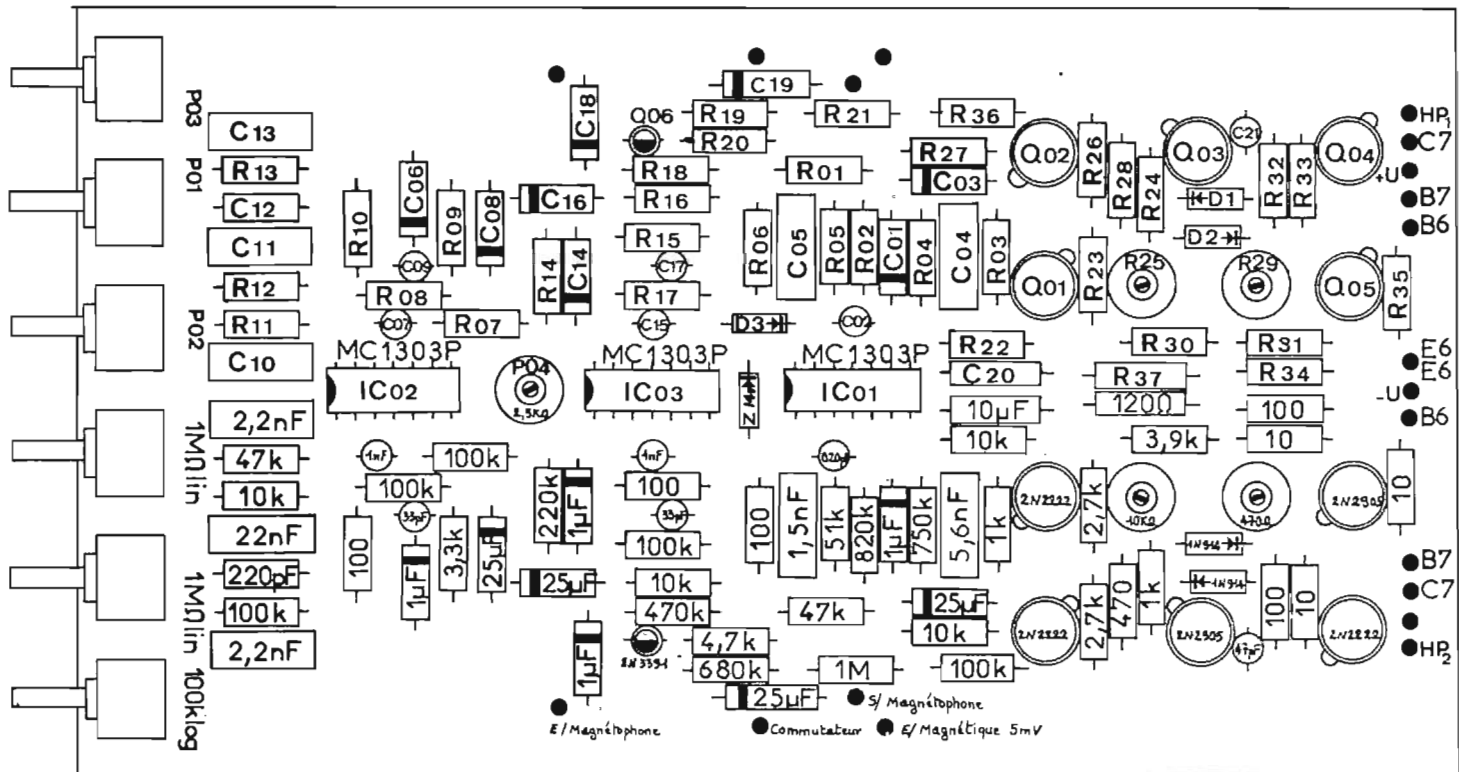 C19
Q06
C18
R19
R21
R36
HP1
P03
C13
R20
Q02
R26
Q03
C21
Q04
C7
P01
R13
R18
R01
R27
R28
R24
R32
R33
+U
C12
C06
C16
R16
C03
D1
B7
C11
R10
R09
C08
R15
R06
C05
R05
R02
C01
R04
C04
R03
D2
B6
R12
C09
R14
C14
C17
Q01
R23
R25
R29
Q05
R35
R08
R17
P02
R11
C07
R07
C15
D3
C02
C10
MC1303P
MC1303P
MC1303P
R22
R30
R31
E6
IC02
P04
2,5KΩ
IC03
Z
IC01
C20
R37
R34
E6
-U
2,2nF
10µF
1200
100
B6
1MΩlin
47k
1nF
100k
1nF
820pF
10k
3,9k
10
10k
100k
220k
1µF
100
100
1,5nF
51k
820k
1µF
750k
5,6nF
1k
2N2222
2,7k
10KΩ
470Ω
2N2905
10
22nF
100
33pF
3,3k
25µF
33pF
100k
1N914
B7
220pF
1µF
25µF
10k
25µF
470
1k
1N914
100
10
C7
1MΩlin
100k
470k
47k
2,2nF
2N3391
4,7k
10k
2N2222
2,7k
2N2905
47pF
2N2222
HP2
1µF
680k
1M
100k
100klog
25µF
S/ Magnétophone
E/Magnétophone
Commutateur
E/ Magnétique 5mV